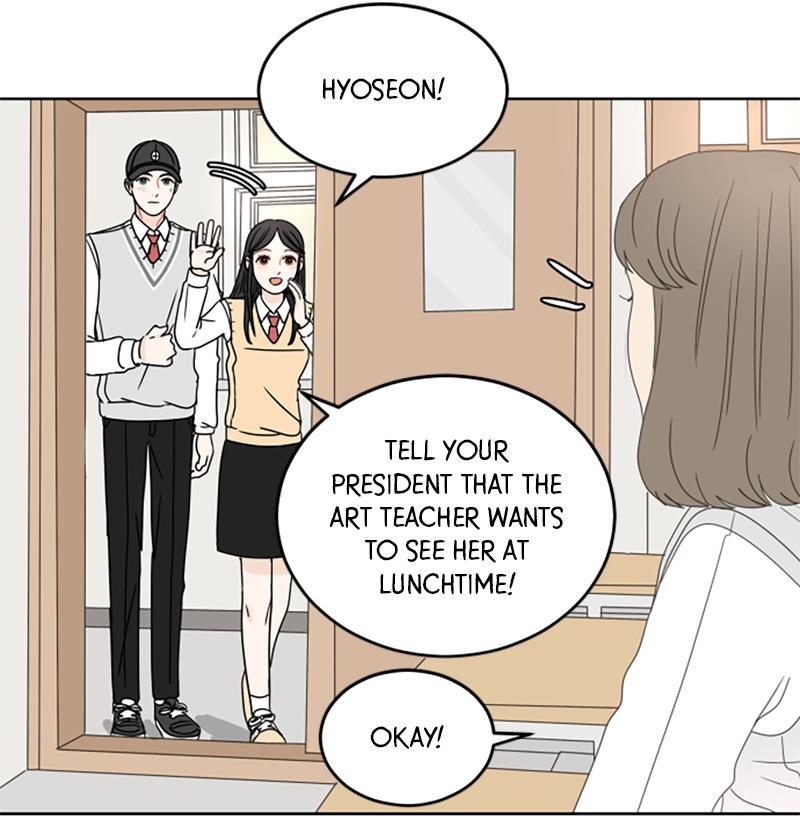 HYOSEON!
TELL YOUR
PRESIDENT THAT THE
ART TEACHER WANTS
TO SEE HER AT
LUNCHTIME!
OKAY!